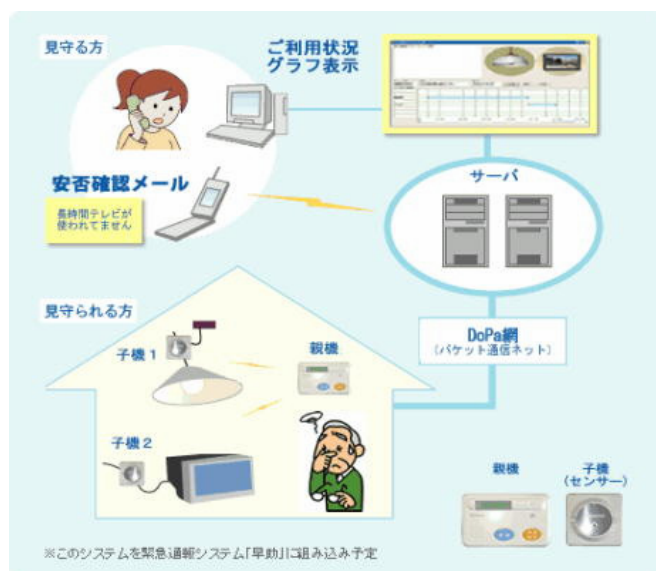 見守る方
ご利用状況
グラフ表示
サーバ
安否確認メール
長時間テレビが
使われてません
見守られる方
DoPa網
(パケット通信ネット)
子機1
親機
子機2
親機
子機
(センサー)
※このシステムを緊急通報システム「早助」に組み込み予定